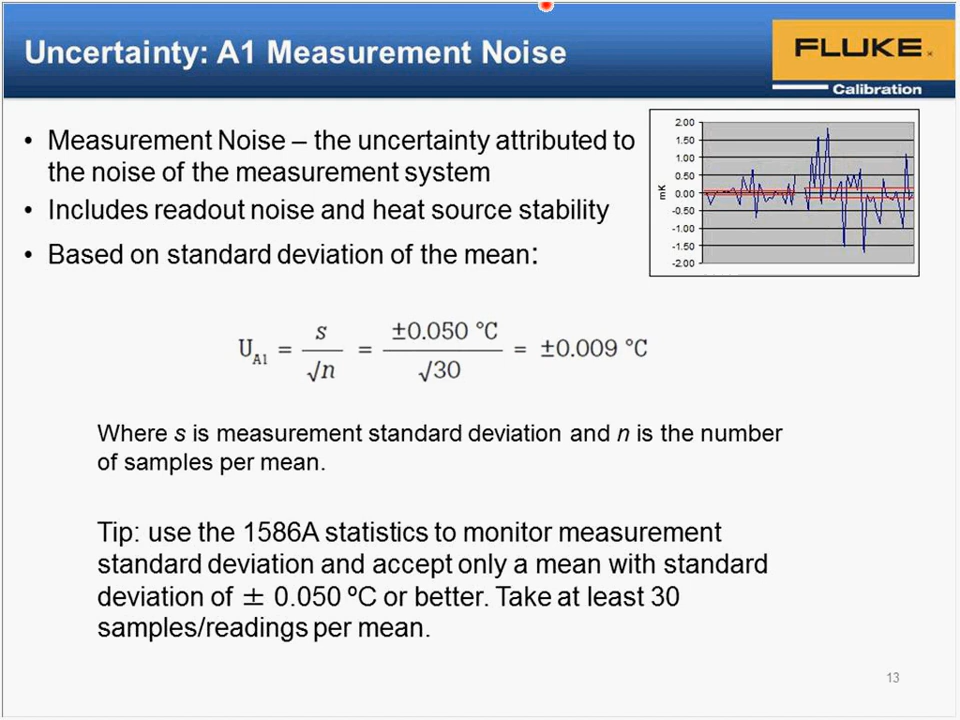 Uncertainty: A1 Measurement Noise
FLUKE
Calibration
• Measurement Noise – the uncertainty attributed to
the noise of the measurement system
• Includes readout noise and heat source stability
• Based on standard deviation of the mean:
2.00
1.50
1.00
0.50
0.00
-0.50
-1.00
-1.50
-2.00
mK
U_A1 = s/√n = ±0.050 °C/√30 = ±0.009 °C
Where s is measurement standard deviation and n is the number
of samples per mean.
Tip: use the 1586A statistics to monitor measurement
standard deviation and accept only a mean with standard
deviation of ± 0.050 ºC or better. Take at least 30
samples/readings per mean.
13